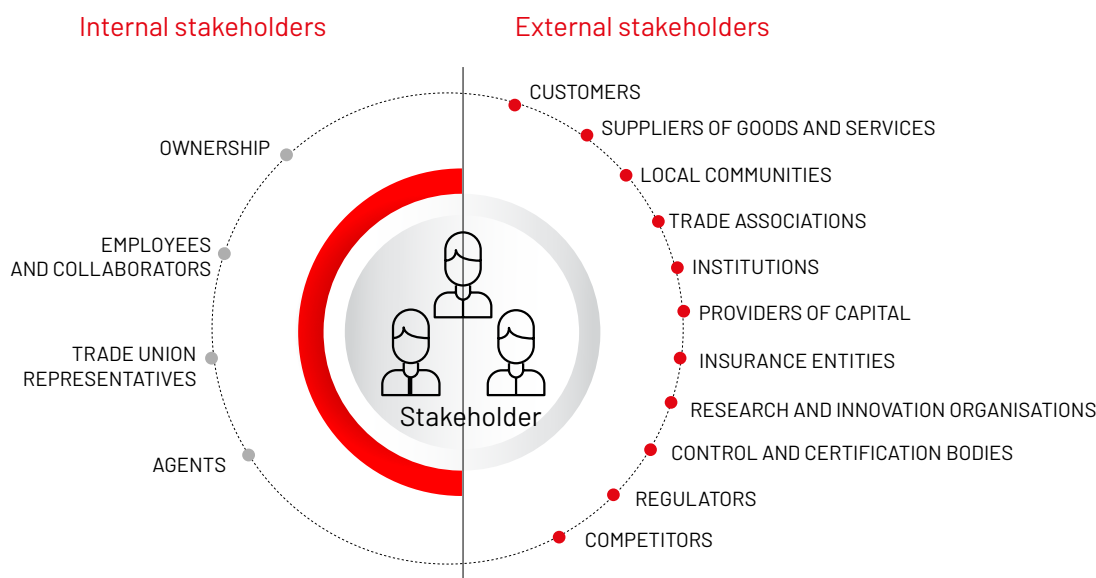 Internal stakeholders
External stakeholders
OWNERSHIP
EMPLOYEES
AND COLLABORATORS
TRADE UNION
REPRESENTATIVES
AGENTS
Stakeholder
CUSTOMERS
SUPPLIERS OF GOODS AND SERVICES
LOCAL COMMUNITIES
TRADE ASSOCIATIONS
INSTITUTIONS
PROVIDERS OF CAPITAL
INSURANCE ENTITIES
RESEARCH AND INNOVATION ORGANISATIONS
CONTROL AND CERTIFICATION BODIES
REGULATORS
COMPETITORS